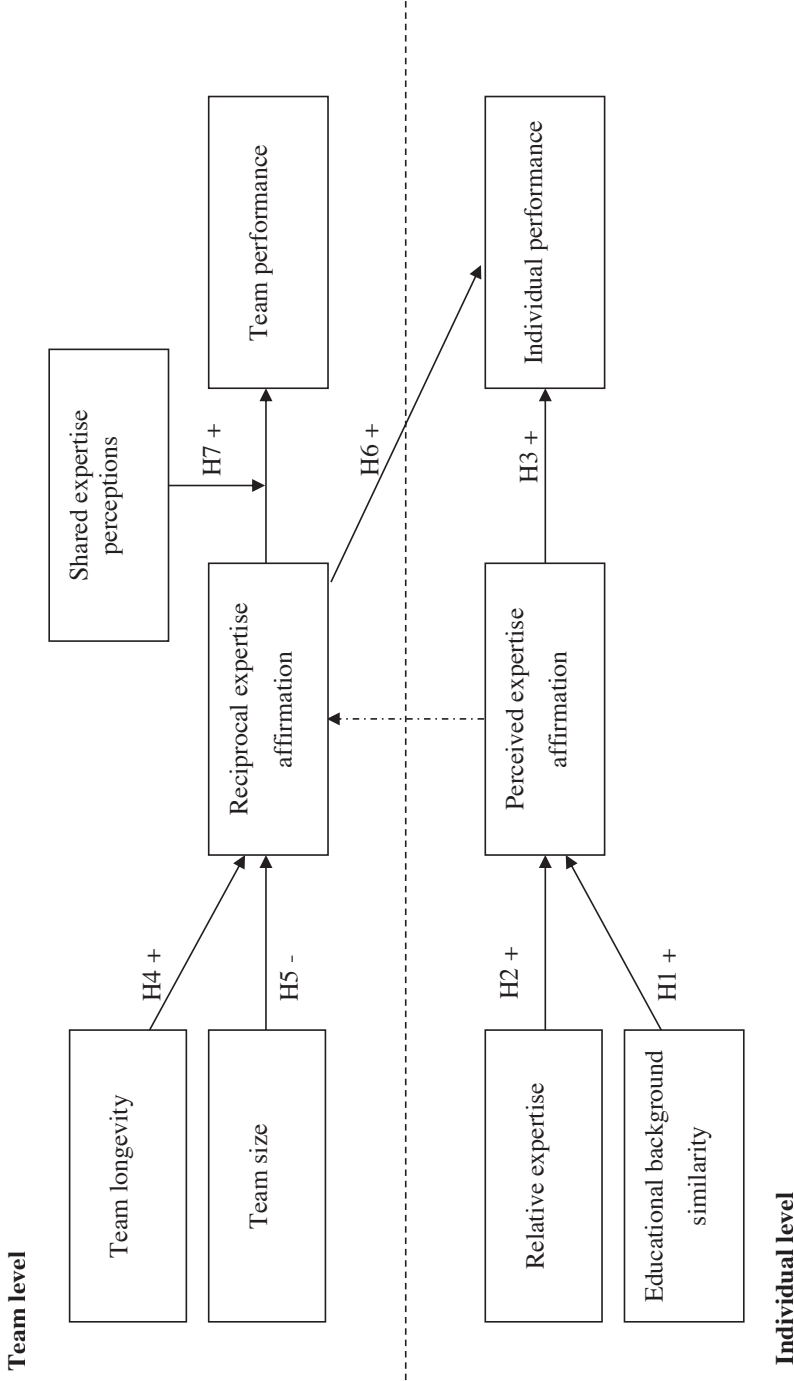 Team level
Shared expertise
perceptions
Team longevity
H4 +
H7 +
Team size
H5 -
Reciprocal expertise
affirmation
Team performance
H6 +
Relative expertise
H2 +
Perceived expertise
affirmation
H3 +
Individual performance
Educational background
similarity
H1 +
Individual level